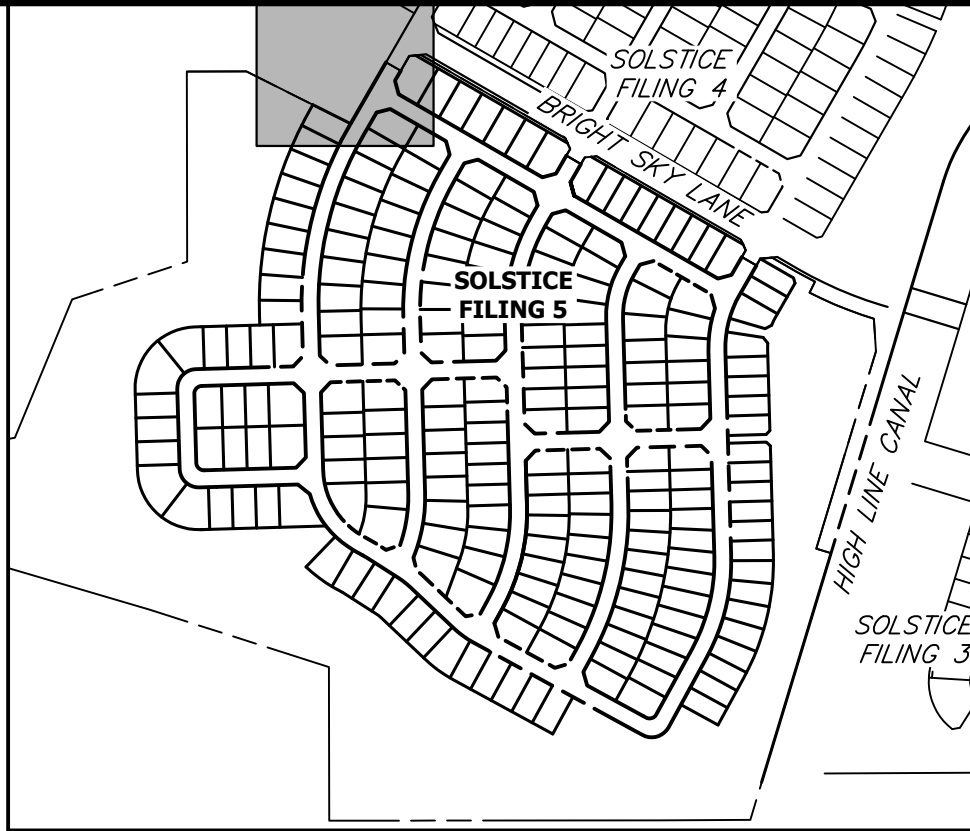 SOLSTICE
FILING 4
BRIGHT SKY LANE
SOLSTICE
FILING 5
HIGH LINE CANAL
SOLSTICE
FILING 3